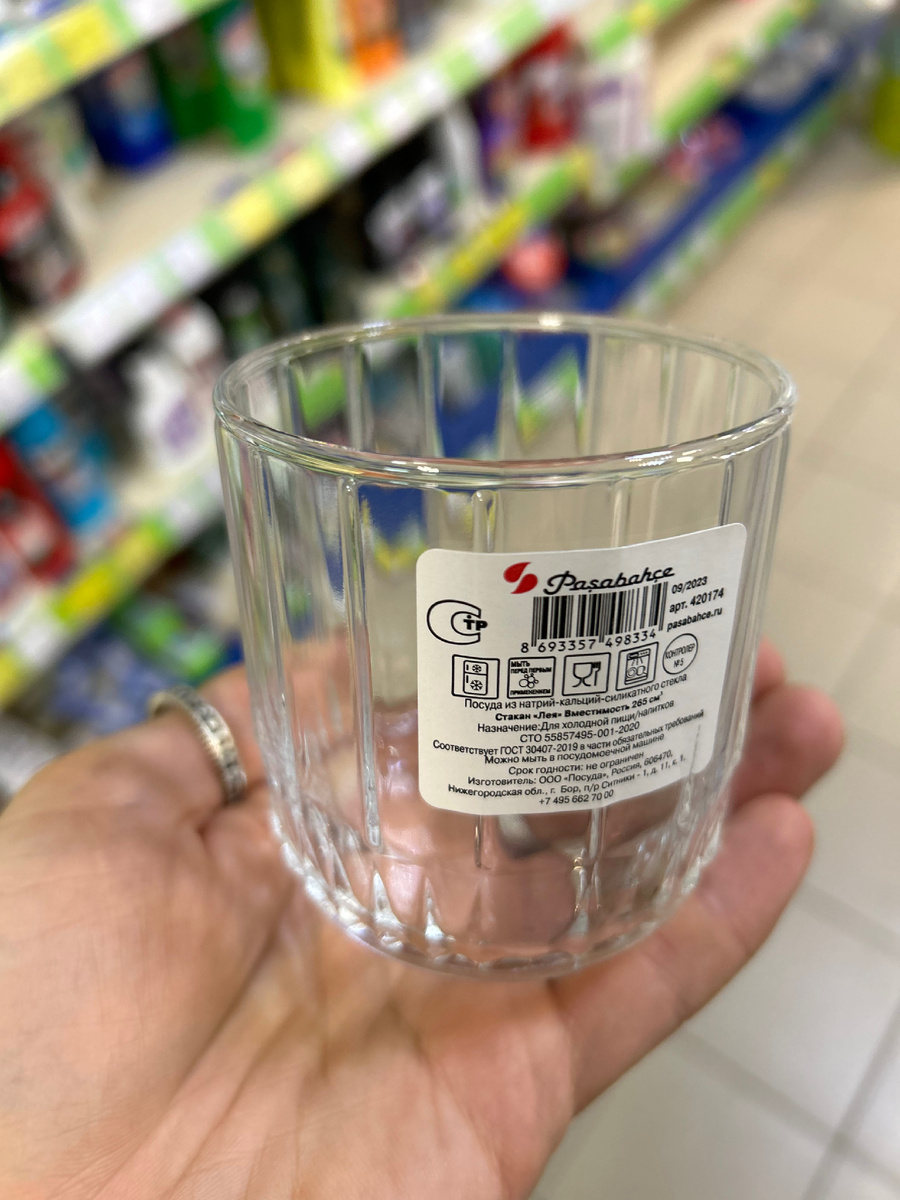 Paşabahçe
09/2023
арт. 420174
pasabahce.ru
СТР
8 693357 498334
МЫТЬ
ПЕРЕД ПЕРВЫМ
ПРИМЕНЕНИЕМ
КОНТРОЛЕР
№5
Посуда из натрий-кальций-силикатного стекла
Стакан «Лея» Вместимость 265 см³
Назначение:Для холодной пищи/напитков
СТО 55857495-001-2020
Соответствует ГОСТ 30407-2019 в части обязательных требований
Можно мыть в посудомоечной машине
Срок годности: не ограничен
Изготовитель: ООО «Посуда», Россия, 606470,
Нижегородская обл., г. Бор, п/р Ситники - 1, д. 11, к. 1,
+7 495 662 70 00